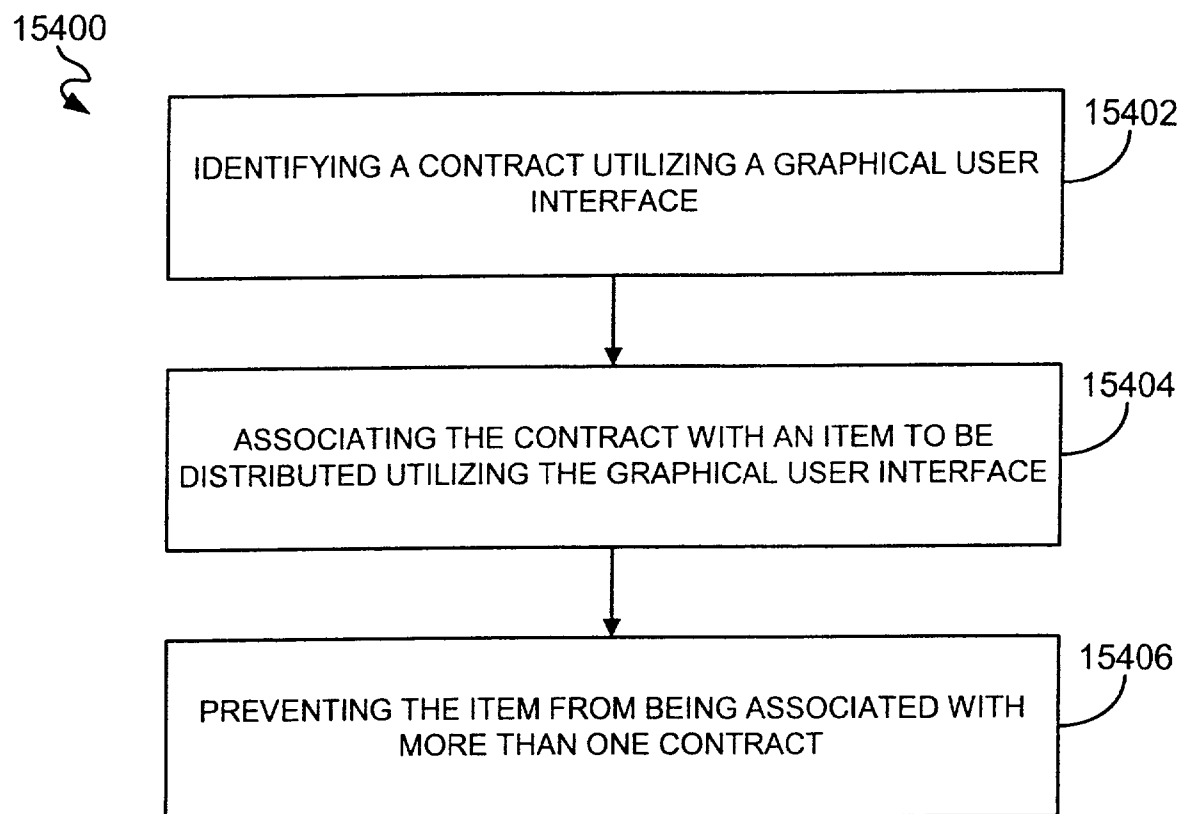 15400
15402
IDENTIFYING A CONTRACT UTILIZING A GRAPHICAL USER
INTERFACE
15404
ASSOCIATING THE CONTRACT WITH AN ITEM TO BE
DISTRIBUTED UTILIZING THE GRAPHICAL USER INTERFACE
15406
PREVENTING THE ITEM FROM BEING ASSOCIATED WITH
MORE THAN ONE CONTRACT